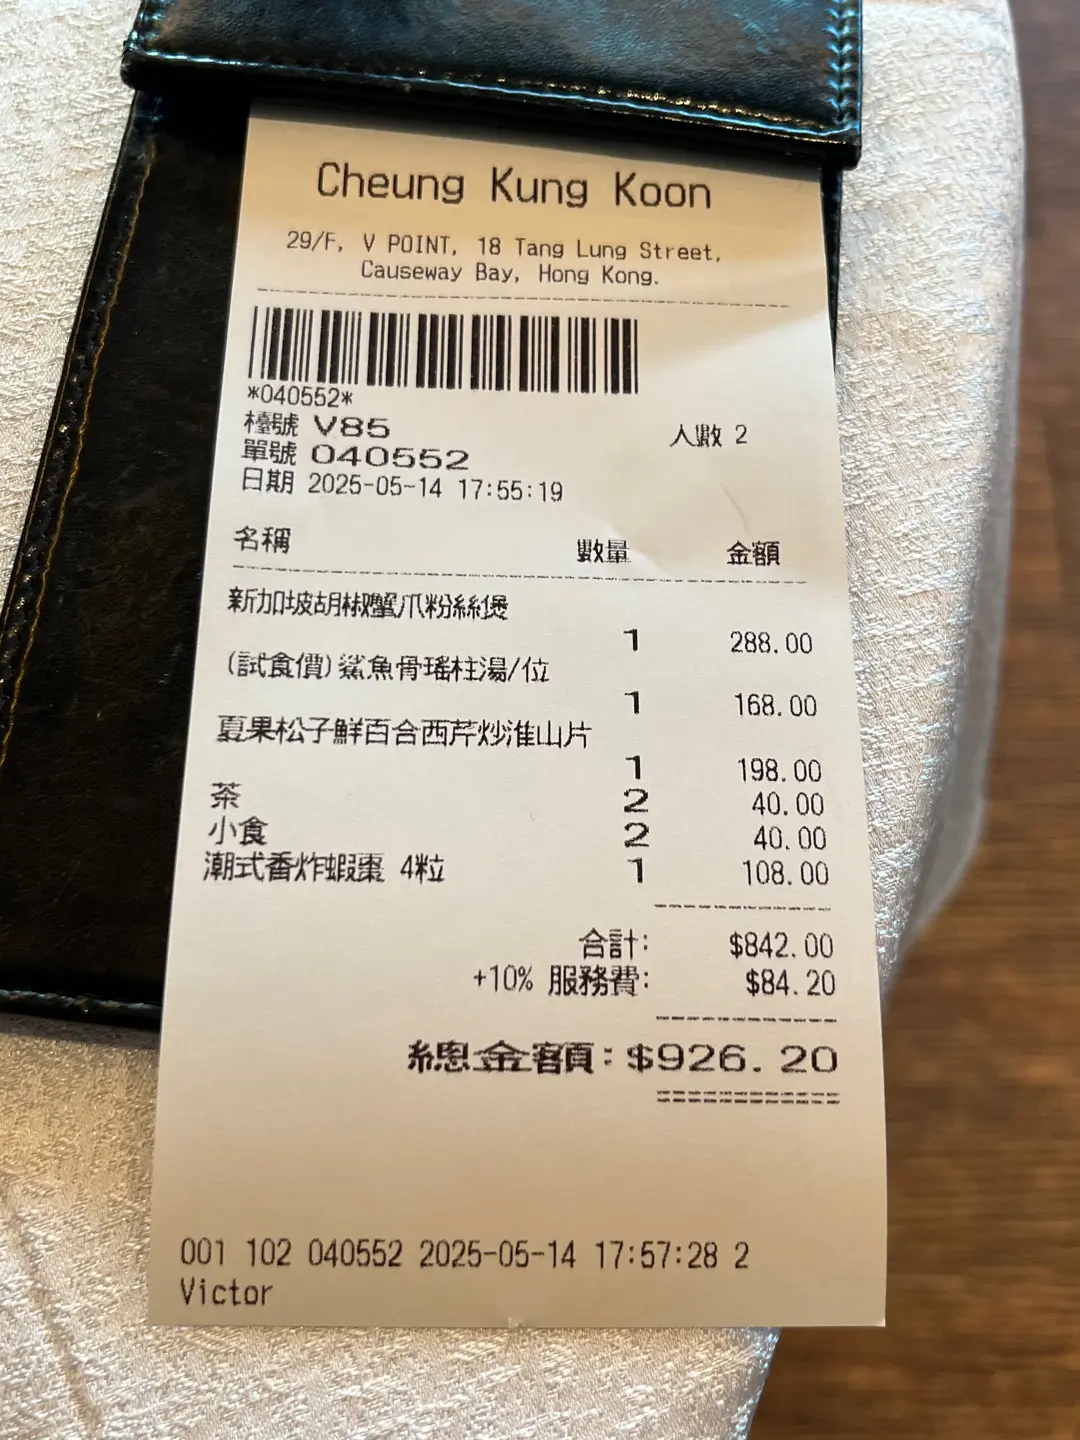 Cheung Kung Koon
29/F, V POINT, 18 Tang Lung Street,
Causeway Bay, Hong Kong.
*040552*
檯號 V85
人數 2
單號 040552
日期 2025-05-14 17:55:19
名稱 數量 金額
新加坡胡椒蟹爪粉絲煲
1 288.00
(試食價)鯊魚骨瑤柱湯/位
1 168.00
夏果松子鮮百合西芹炒淮山片
1 198.00
茶 2 40.00
小食 2 40.00
潮式香炸蝦棗 4粒 1 108.00
合計: $842.00
+10% 服務費: $84.20
總金額: $926.20
001 102 040552 2025-05-14 17:57:28 2
Victor